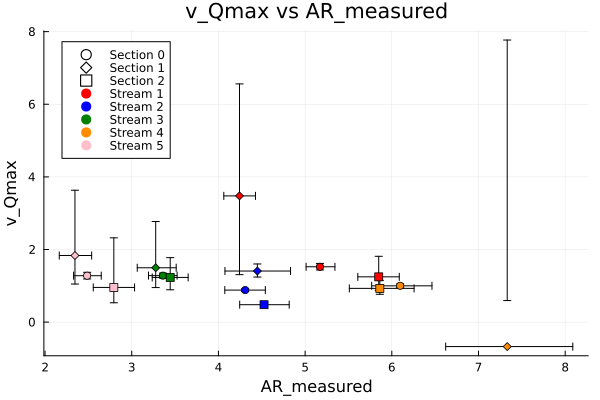 v_Qmax vs AR_measured
8
6
4
2
0
v_Qmax
Section 0
Section 1
Section 2
Stream 1
Stream 2
Stream 3
Stream 4
Stream 5
2 3 4 5 6 7 8
AR_measured